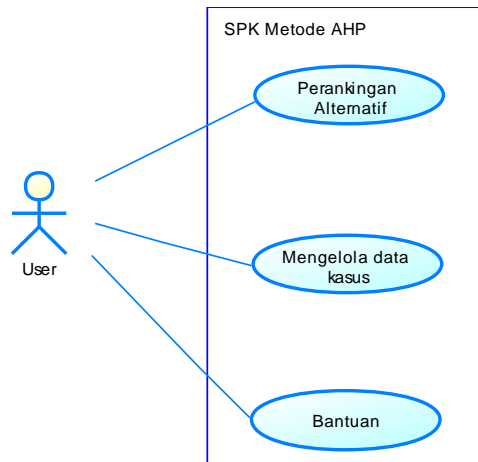 SPK Metode AHP
Perankingan
Alternatif
Mengelola data
kasus
User
Bantuan